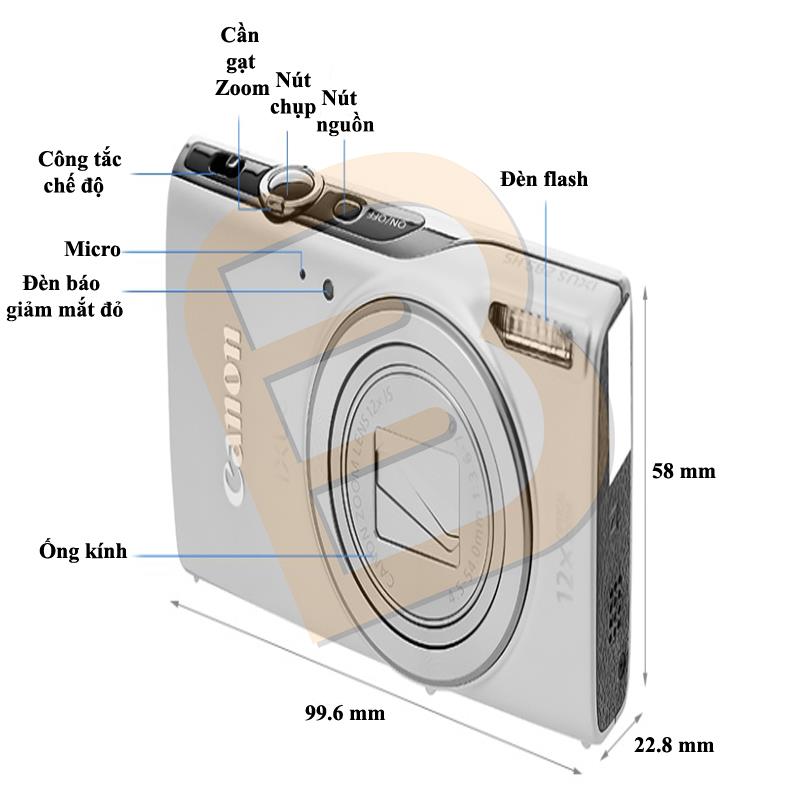 Cần
gạt
Zoom
Nút
chụp
Nút
nguồn
Công tắc
chế độ
Đèn flash
ON/OFF
IXUS 285 HS
Micro
Đèn báo
giảm mắt đỏ
Canon
IXUS
CANON ZOOM LENS 12x IS
4.5-54.0mm 1:3.6-7.0
58 mm
Ống kính
12x
99.6 mm
22.8 mm